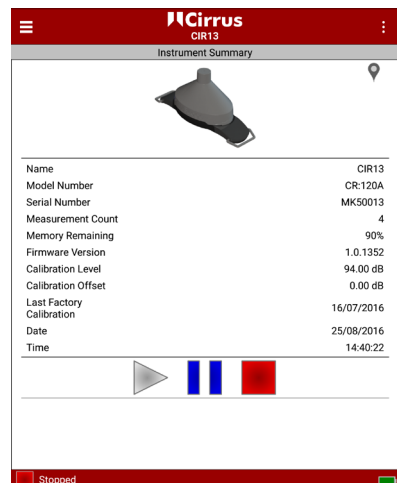 Cirrus
CIR13
Instrument Summary
Name CIR13
Model Number CR:120A
Serial Number MK50013
Measurement Count 4
Memory Remaining 90%
Firmware Version 1.0.1352
Calibration Level 94.00 dB
Calibration Offset 0.00 dB
Last Factory
Calibration 16/07/2016
Date 25/08/2016
Time 14:40:22
Stopped